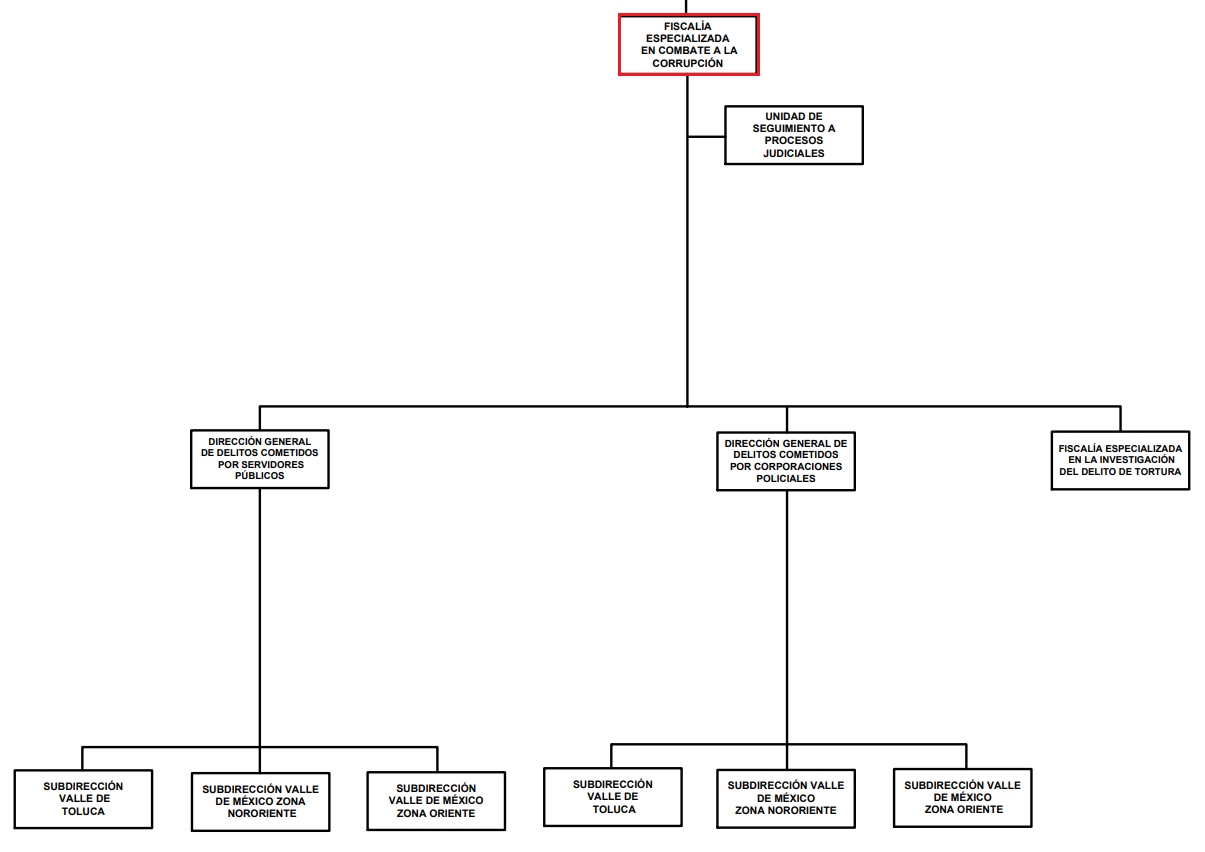 FISCALÍA
ESPECIALIZADA
EN COMBATE A LA
CORRUPCIÓN
UNIDAD DE
SEGUIMIENTO A
PROCESOS
JUDICIALES
DIRECCIÓN GENERAL
DE DELITOS COMETIDOS
POR SERVIDORES
PÚBLICOS
DIRECCIÓN GENERAL DE
DELITOS COMETIDOS
POR CORPORACIONES
POLICIALES
FISCALÍA ESPECIALIZADA
EN LA INVESTIGACIÓN
DEL DELITO DE TORTURA
SUBDIRECCIÓN
VALLE DE
TOLUCA
SUBDIRECCIÓN VALLE
DE MÉXICO ZONA
NORORIENTE
SUBDIRECCIÓN
VALLE DE MÉXICO
ZONA ORIENTE
SUBDIRECCIÓN
VALLE DE
TOLUCA
SUBDIRECCIÓN VALLE
DE MÉXICO
ZONA NORORIENTE
SUBDIRECCIÓN VALLE
DE MÉXICO
ZONA ORIENTE